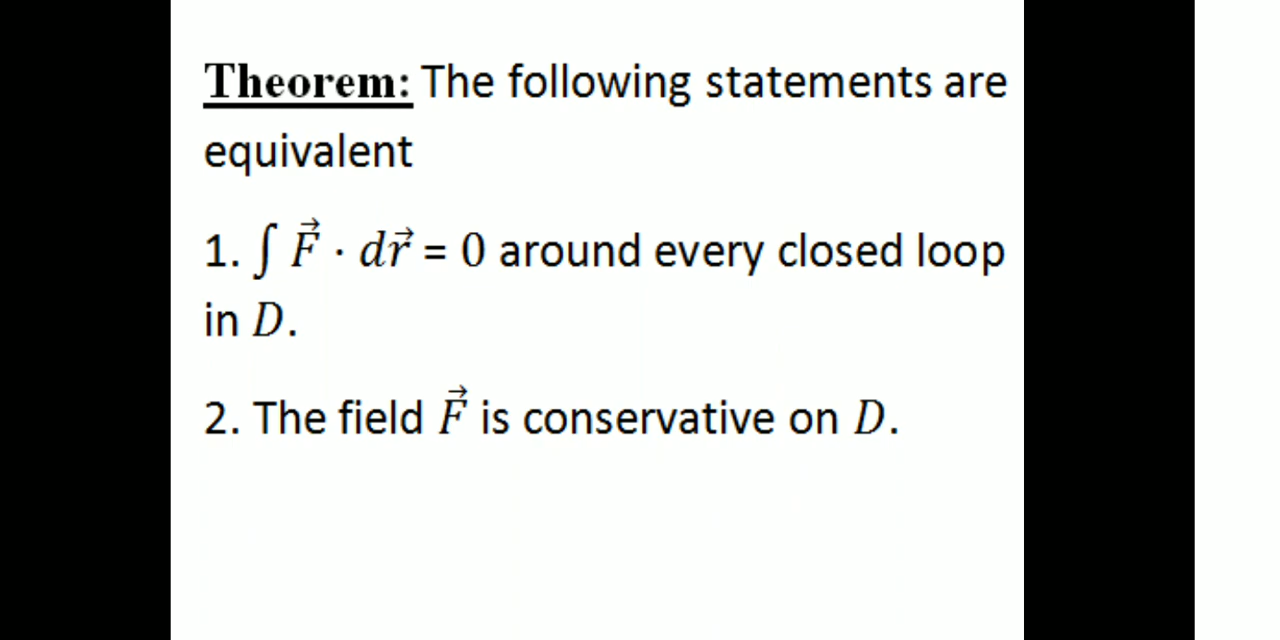 Theorem: The following statements are
equivalent
1. ∫ F⃗ · dr⃗ = 0 around every closed loop
in D.
2. The field F⃗ is conservative on D.